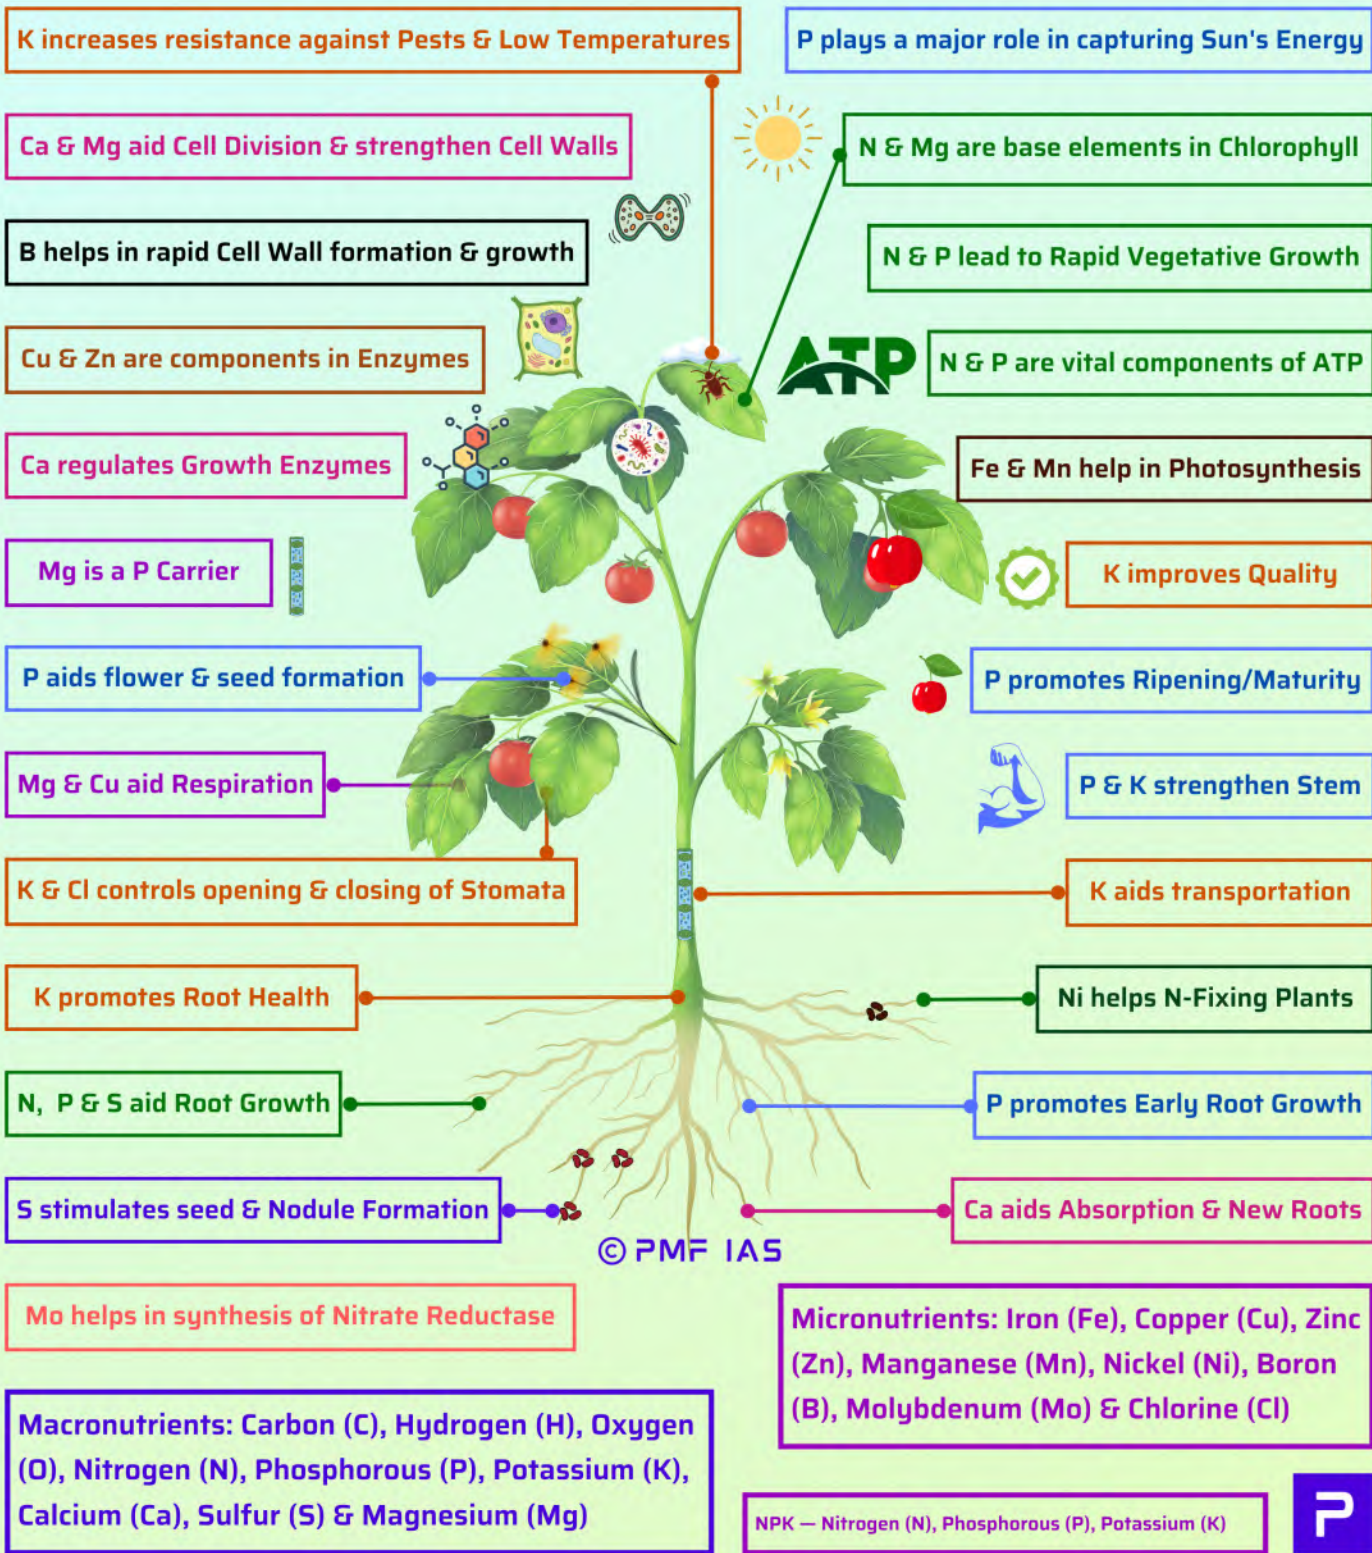 K increases resistance against Pests & Low Temperatures
P plays a major role in capturing Sun's Energy
Ca & Mg aid Cell Division & strengthen Cell Walls
N & Mg are base elements in Chlorophyll
B helps in rapid Cell Wall formation & growth
N & P lead to Rapid Vegetative Growth
Cu & Zn are components in Enzymes
ATP
N & P are vital components of ATP
Ca regulates Growth Enzymes
Fe & Mn help in Photosynthesis
Mg is a P Carrier
K improves Quality
P aids flower & seed formation
P promotes Ripening/Maturity
Mg & Cu aid Respiration
P & K strengthen Stem
K & Cl controls opening & closing of Stomata
K aids transportation
K promotes Root Health
Ni helps N-Fixing Plants
N, P & S aid Root Growth
P promotes Early Root Growth
S stimulates seed & Nodule Formation
Ca aids Absorption & New Roots
© PMF IAS
Mo helps in synthesis of Nitrate Reductase
Micronutrients: Iron (Fe), Copper (Cu), Zinc
(Zn), Manganese (Mn), Nickel (Ni), Boron
(B), Molybdenum (Mo) & Chlorine (Cl)
Macronutrients: Carbon (C), Hydrogen (H), Oxygen
(O), Nitrogen (N), Phosphorous (P), Potassium (K),
Calcium (Ca), Sulfur (S) & Magnesium (Mg)
NPK — Nitrogen (N), Phosphorous (P), Potassium (K)
P